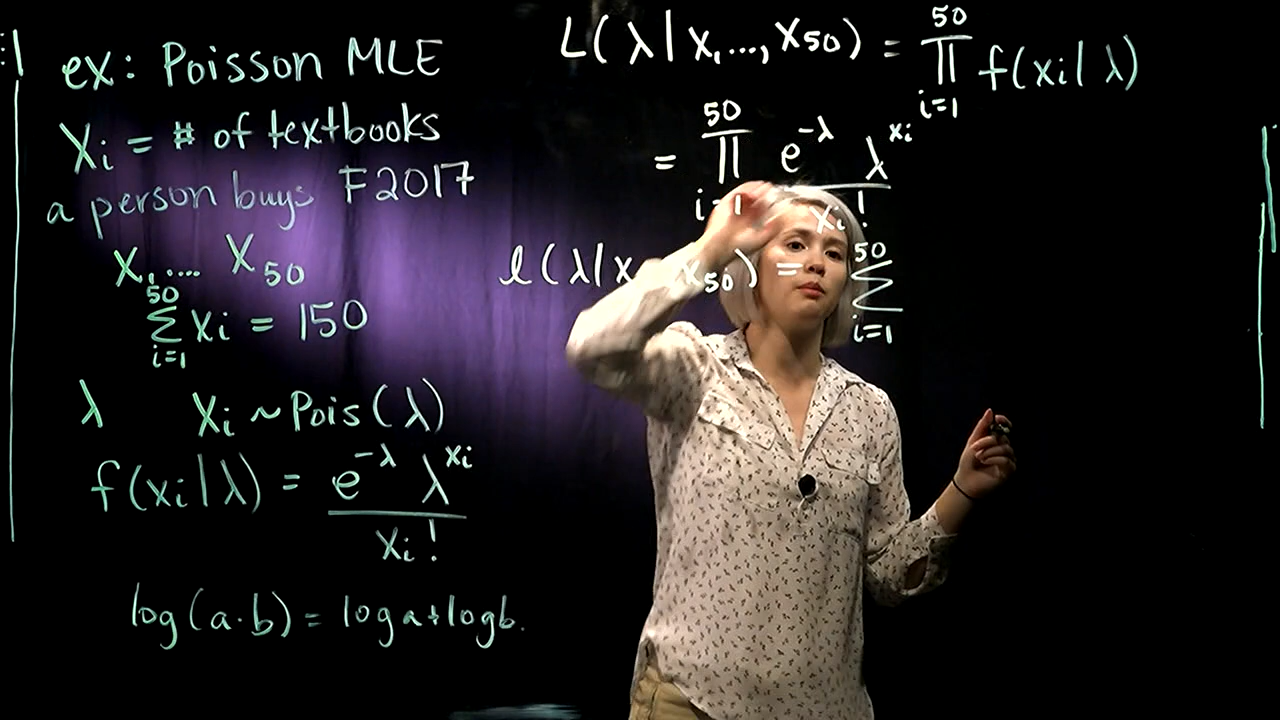 ex: Poisson MLE
Xi = # of textbooks
a person buys F2017
X1, .... X50
50
Σ xi = 150
i=1
λ Xi ~ Pois(λ)
f(xi|λ) = e^-λ λ^xi
xi!
log(a·b) = log a + log b.
L(λ|x1,...,x50) = 50 ∏ i=1 f(xi|λ)
= 50 ∏ i=1 e^-λ λ^xi
xi!
l(λ|x x50) = 50 Σ i=1